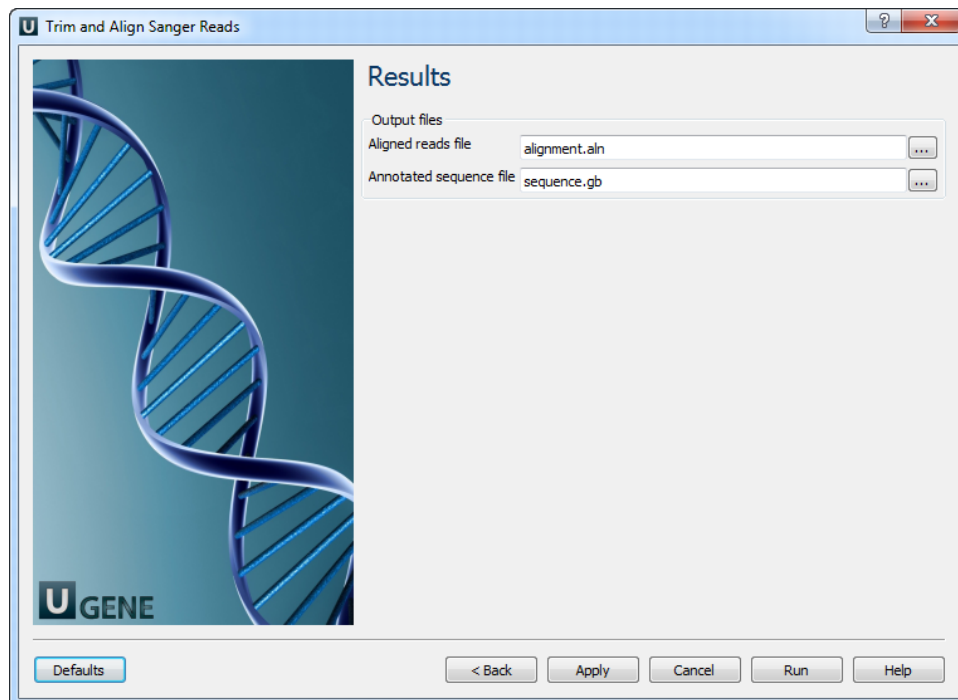 Trim and Align Sanger Reads
Results
Output files
Aligned reads file alignment.aln ...
Annotated sequence file sequence.gb ...
U GENE
Defaults < Back Apply Cancel Run Help